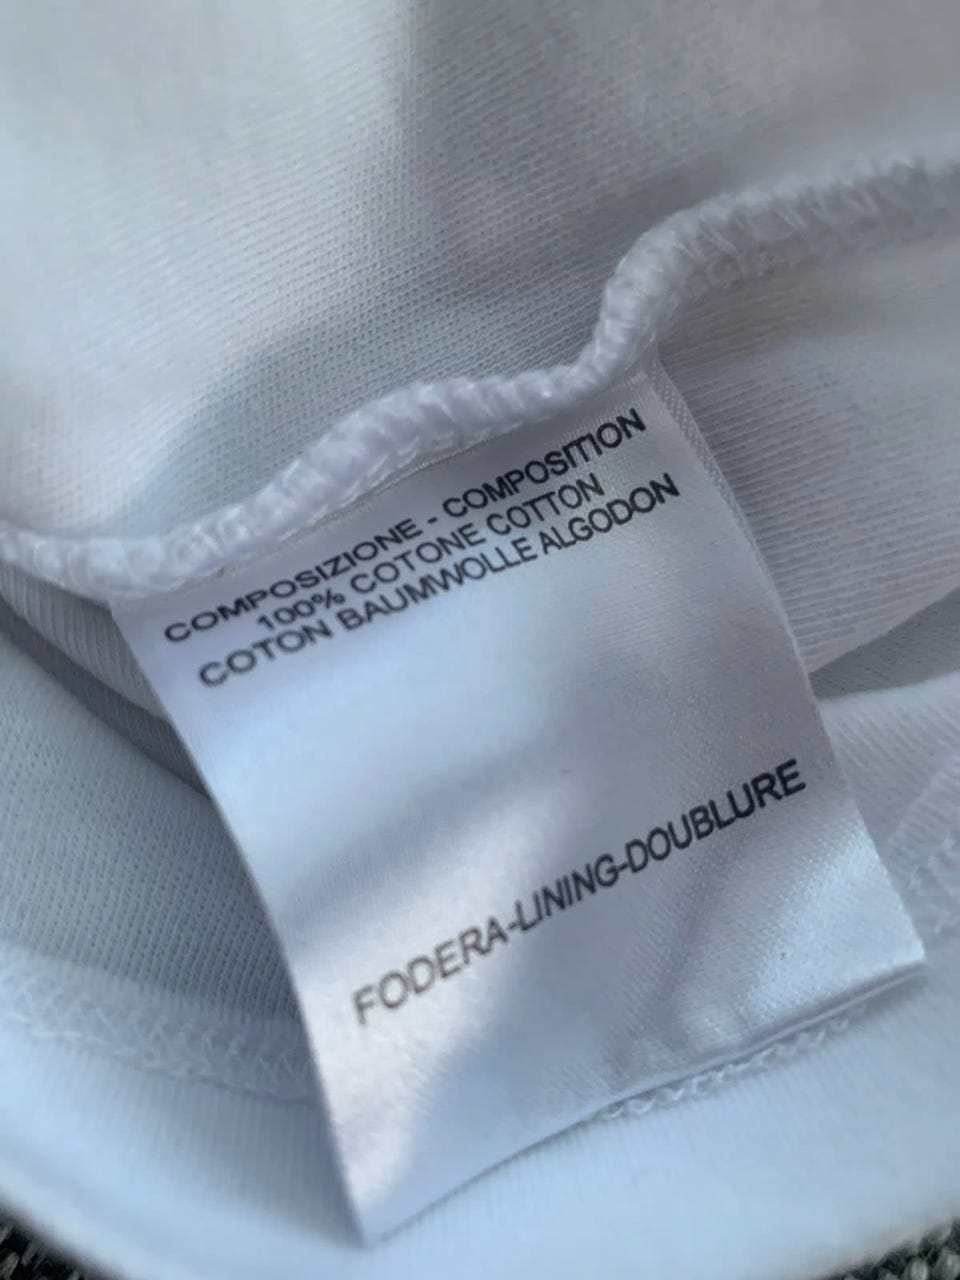 COMPOSIZIONE - COMPOSITION
100% COTONE COTTON
COTON BAUMWOLLE ALGODON
FODERA-LINING-DOUBLURE